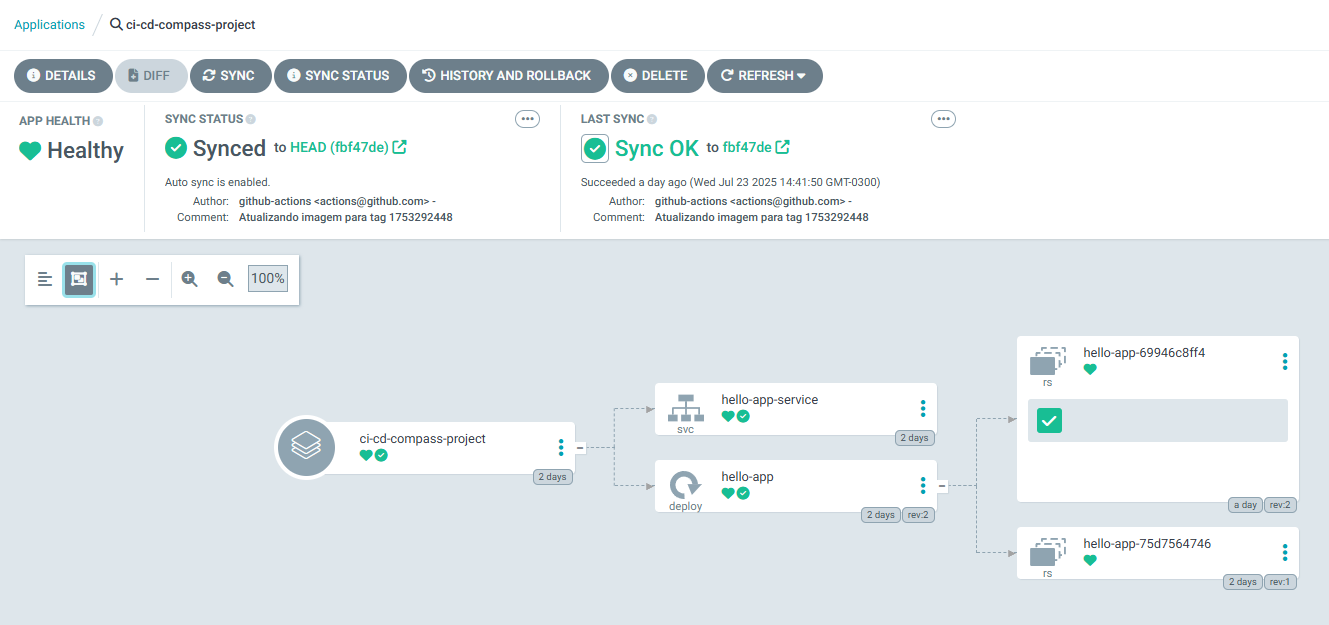 Applications
ci-cd-compass-project
DETAILS
DIFF
SYNC
SYNC STATUS
HISTORY AND ROLLBACK
DELETE
REFRESH
APP HEALTH
Healthy
SYNC STATUS
Synced to HEAD (fbf47de)
Auto sync is enabled.
Author: github-actions <actions@github.com> -
Comment: Atualizando imagem para tag 1753292448
LAST SYNC
Sync OK to fbf47de
Succeeded a day ago (Wed Jul 23 2025 14:41:50 GMT-0300)
Author: github-actions <actions@github.com> -
Comment: Atualizando imagem para tag 1753292448
100%
ci-cd-compass-project
2 days
hello-app-service
svc
2 days
hello-app
deploy
2 days rev:2
hello-app-69946c8ff4
rs
a day rev:2
hello-app-75d7564746
rs
2 days rev:1